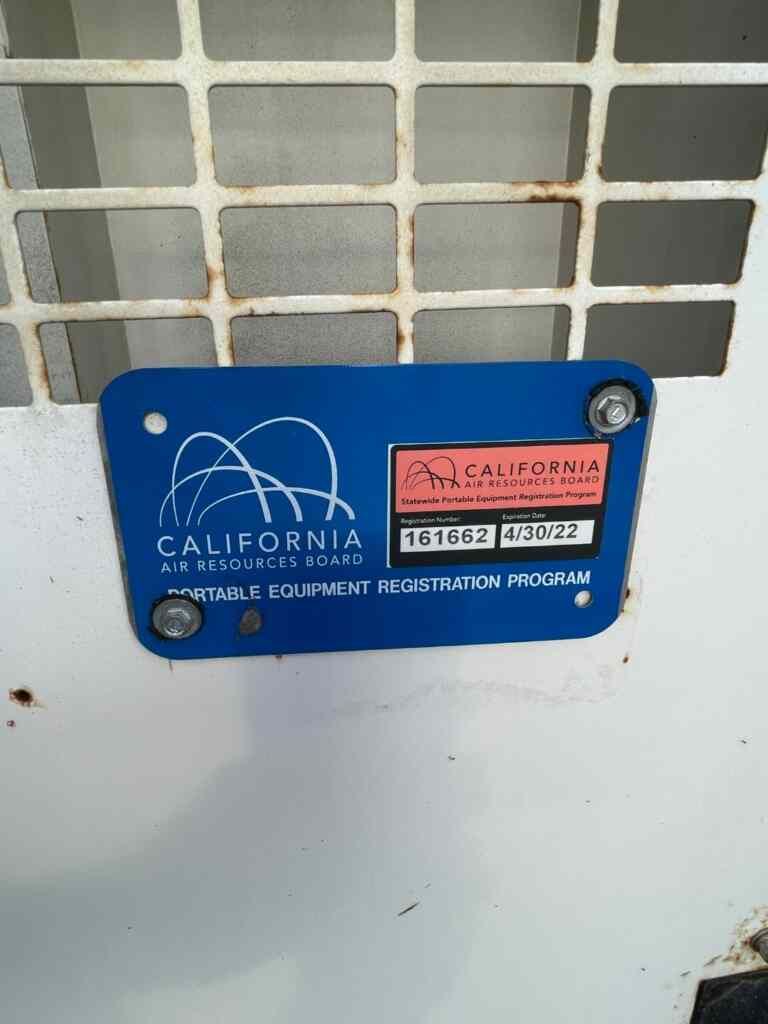 CALIFORNIA
AIR RESOURCES BOARD
PORTABLE EQUIPMENT REGISTRATION PROGRAM
CALIFORNIA
AIR RESOURCES BOARD
Statewide Portable Equipment Registration Program
Registration Number: Expiration Date:
161662 4/30/22